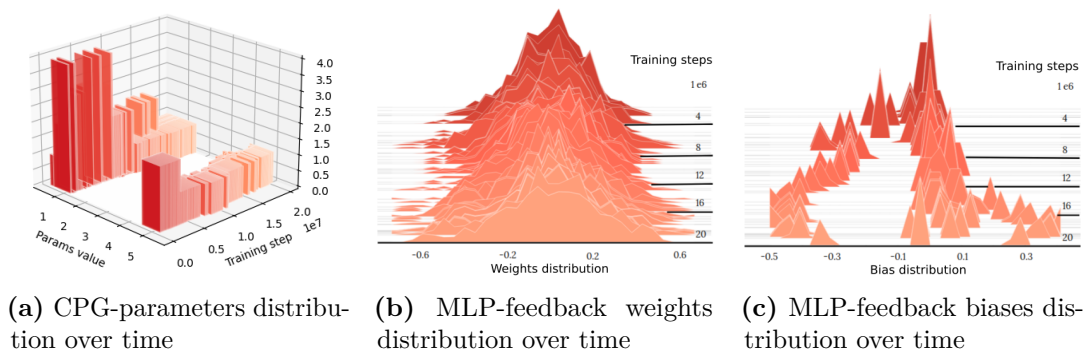 4.0
3.5
3.0
2.5
2.0
1.5
1.0
0.5
0.0
1
2
3
4
5
Params value
0.0
0.5
1.0
1.5
2.0
1e7
Training step
Training steps
1e6
4
8
12
16
20
-0.6
-0.2
0.2
0.6
Weights distribution
Training steps
1e6
4
8
12
16
20
-0.5
-0.3
-0.1
0.1
0.3
Bias distribution
(a) CPG-parameters distribu-
tion over time
(b) MLP-feedback weights
distribution over time
(c) MLP-feedback biases dis-
tribution over time